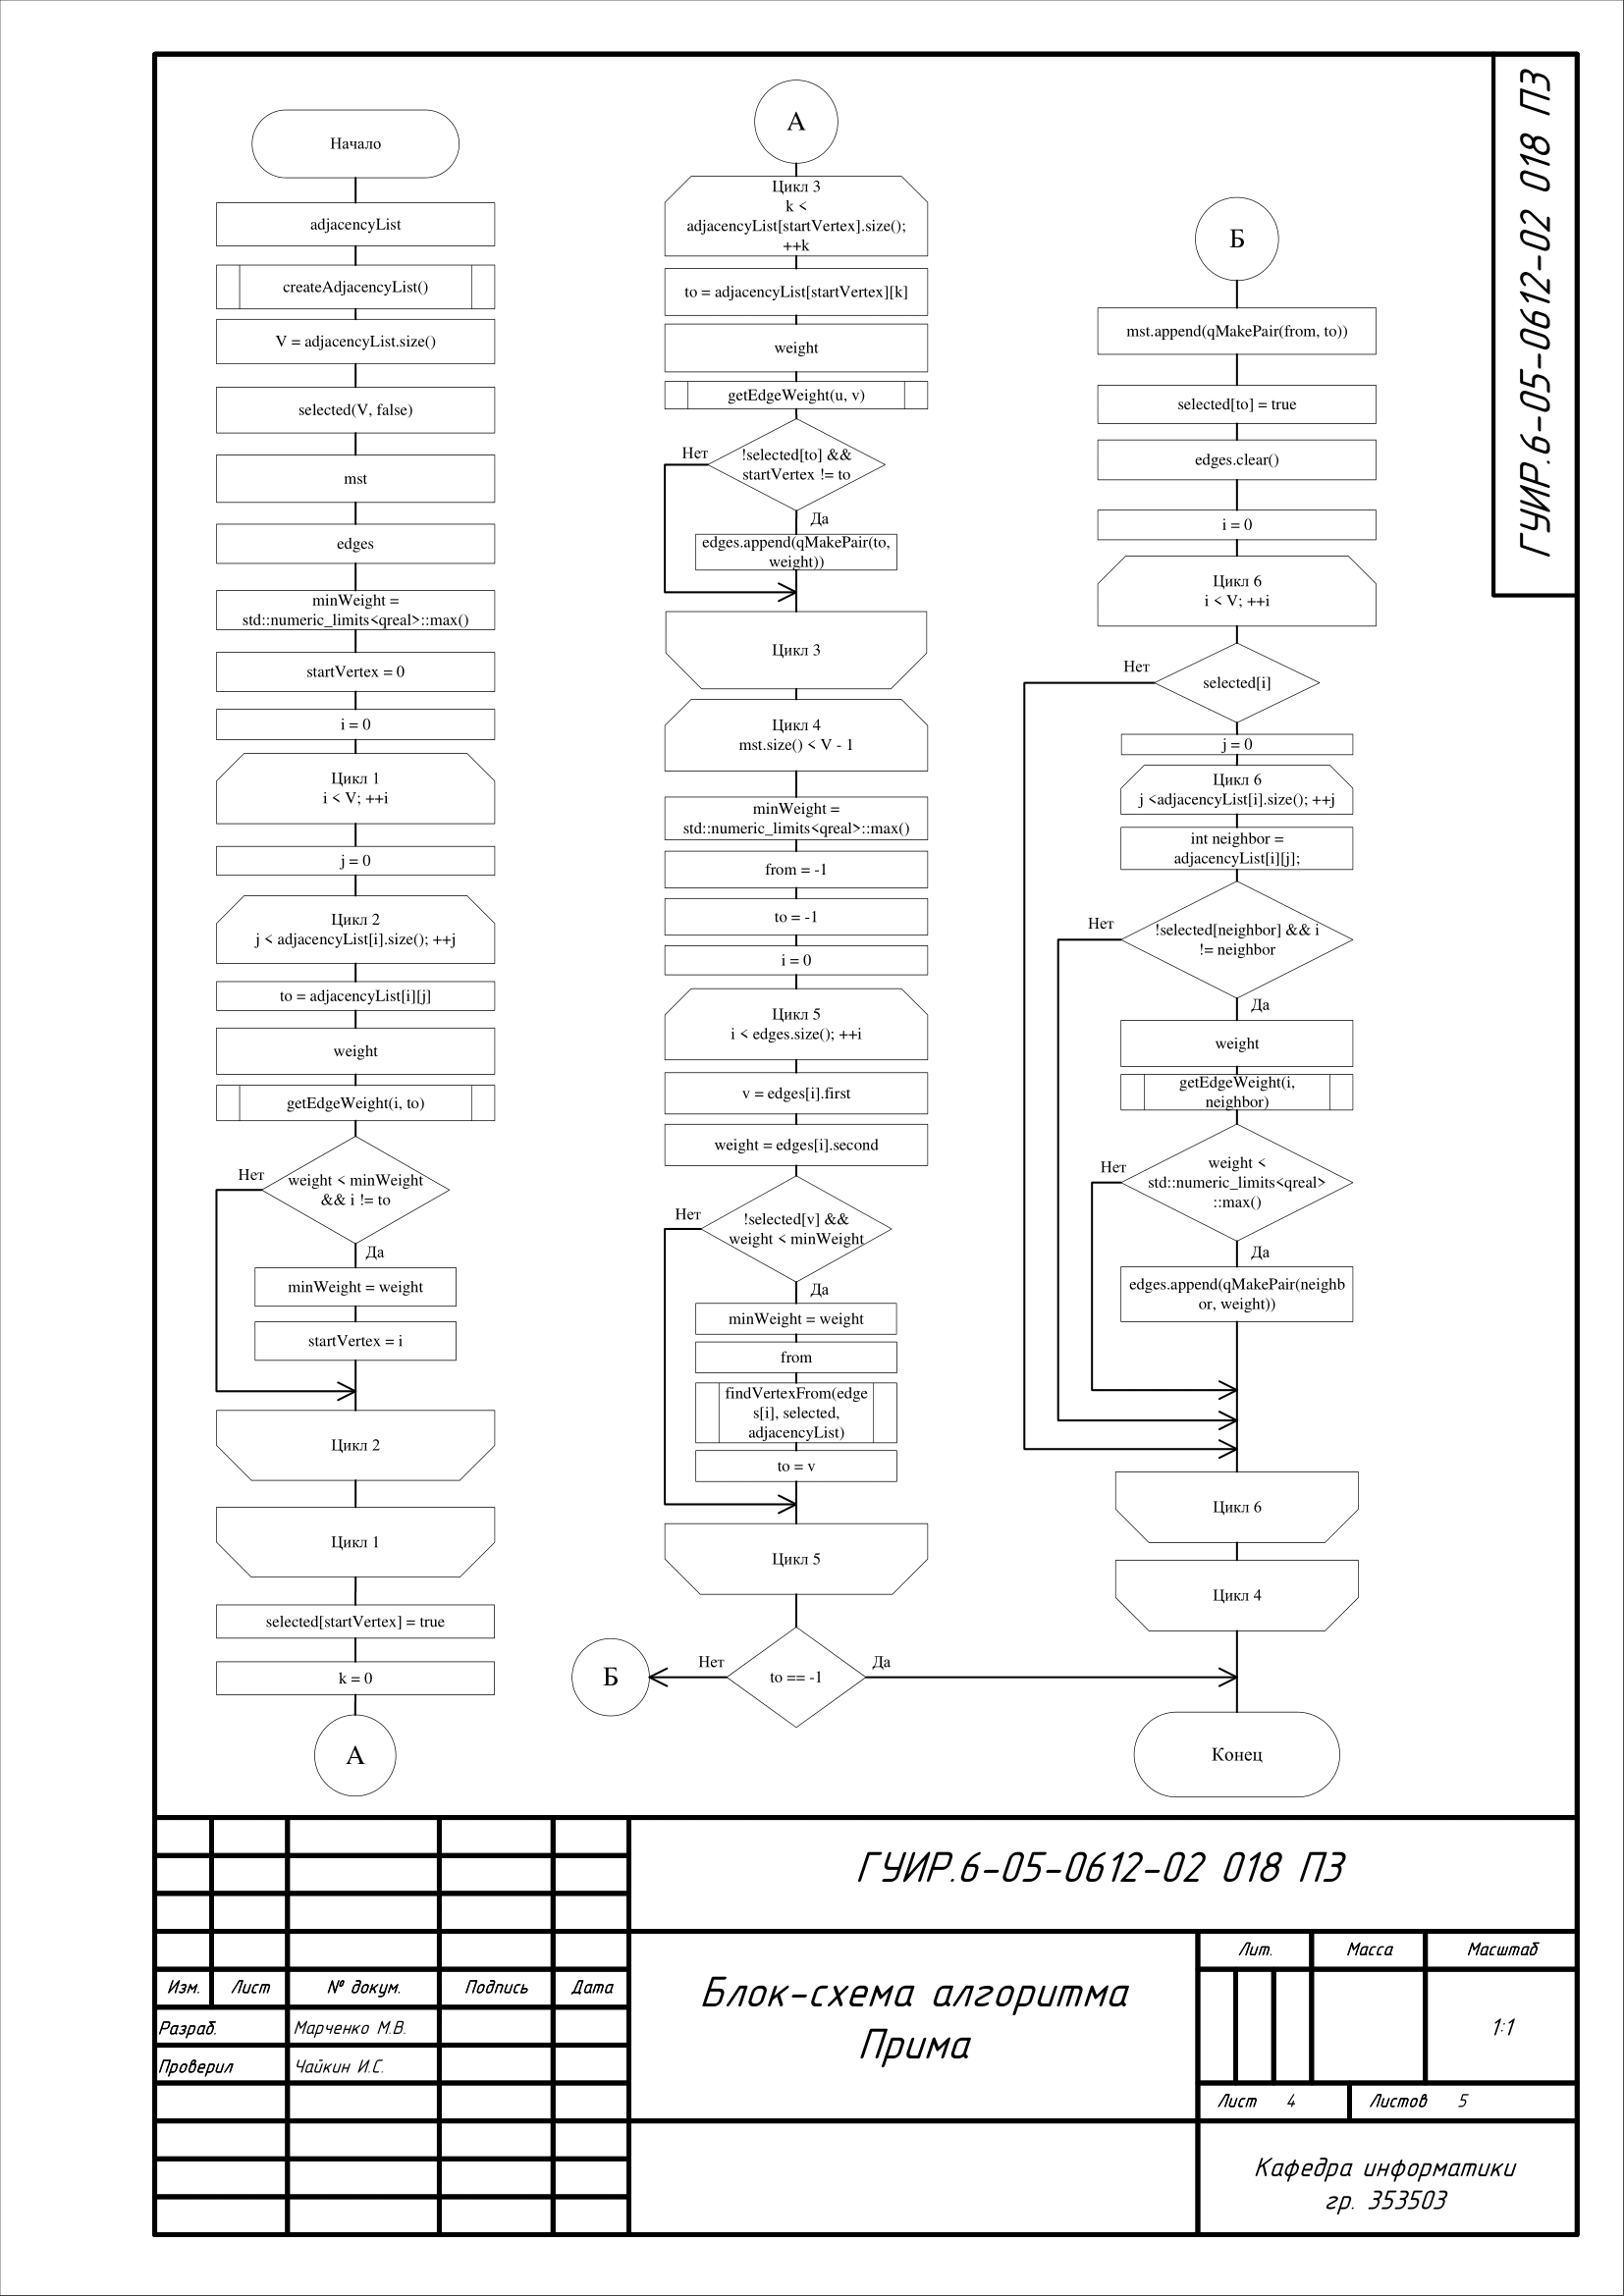 ГУИР.6-05-0612-02 018 ПЗ
Начало
adjacencyList
createAdjacencyList()
V = adjacencyList.size()
selected(V, false)
mst
edges
minWeight =
std::numeric_limits<qreal>::max()
startVertex = 0
i = 0
Цикл 1
i < V; ++i
j = 0
Цикл 2
j < adjacencyList[i].size(); ++j
to = adjacencyList[i][j]
weight
getEdgeWeight(i, to)
Нет
weight < minWeight
&& i != to
Да
minWeight = weight
startVertex = i
Цикл 2
Цикл 1
selected[startVertex] = true
k = 0
А
А
Цикл 3
k <
adjacencyList[startVertex].size();
++k
to = adjacencyList[startVertex][k]
weight
getEdgeWeight(u, v)
Нет
!selected[to] &&
startVertex != to
Да
edges.append(qMakePair(to,
weight))
Цикл 3
Цикл 4
mst.size() < V - 1
minWeight =
std::numeric_limits<qreal>::max()
from = -1
to = -1
i = 0
Цикл 5
i < edges.size(); ++i
v = edges[i].first
weight = edges[i].second
Нет
!selected[v] &&
weight < minWeight
Да
minWeight = weight
from
findVertexFrom(edge
s[i], selected,
adjacencyList)
to = v
Цикл 5
Б
Нет
to == -1
Да
Б
mst.append(qMakePair(from, to))
selected[to] = true
edges.clear()
i = 0
Цикл 6
i < V; ++i
Нет
selected[i]
j = 0
Цикл 6
j <adjacencyList[i].size(); ++j
int neighbor =
adjacencyList[i][j];
Нет
!selected[neighbor] && i
!= neighbor
Да
weight
getEdgeWeight(i,
neighbor)
Нет
weight <
std::numeric_limits<qreal>
::max()
Да
edges.append(qMakePair(neighb
or, weight))
Цикл 6
Цикл 4
Конец
ГУИР.6-05-0612-02 018 ПЗ
Изм. Лист № докум. Подпись Дата
Разраб. Марченко М.В.
Проверил Чайкин И.С.
Блок-схема алгоритма
Прима
Лит. Масса Масштаб
1:1
Лист 4 Листов 5
Кафедра информатики
гр. 353503